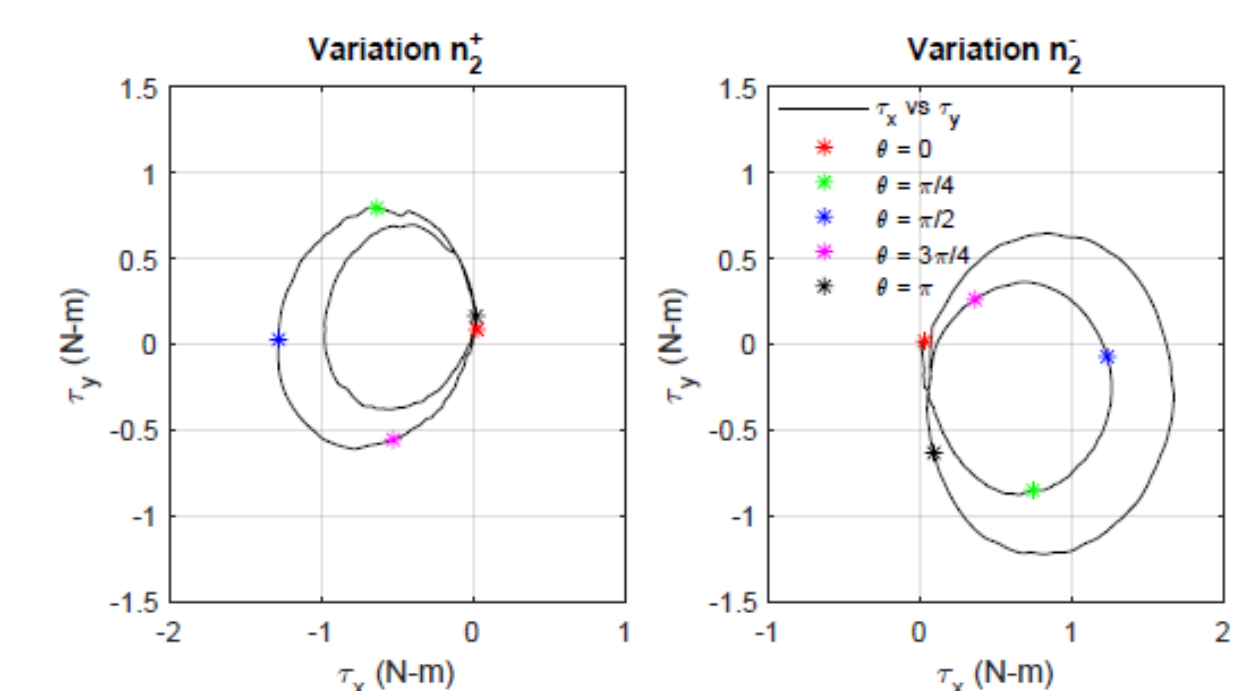 Variation n₂⁺
1.5
1
0.5
0
-0.5
-1
-1.5
-2
-1
0
1
τy (N-m)
τx (N-m)
Variation n₂⁻
1.5
1
0.5
0
-0.5
-1
-1.5
-1
0
1
2
τy (N-m)
τx (N-m)
τx vs τy
θ = 0
θ = π/4
θ = π/2
θ = 3π/4
θ = π